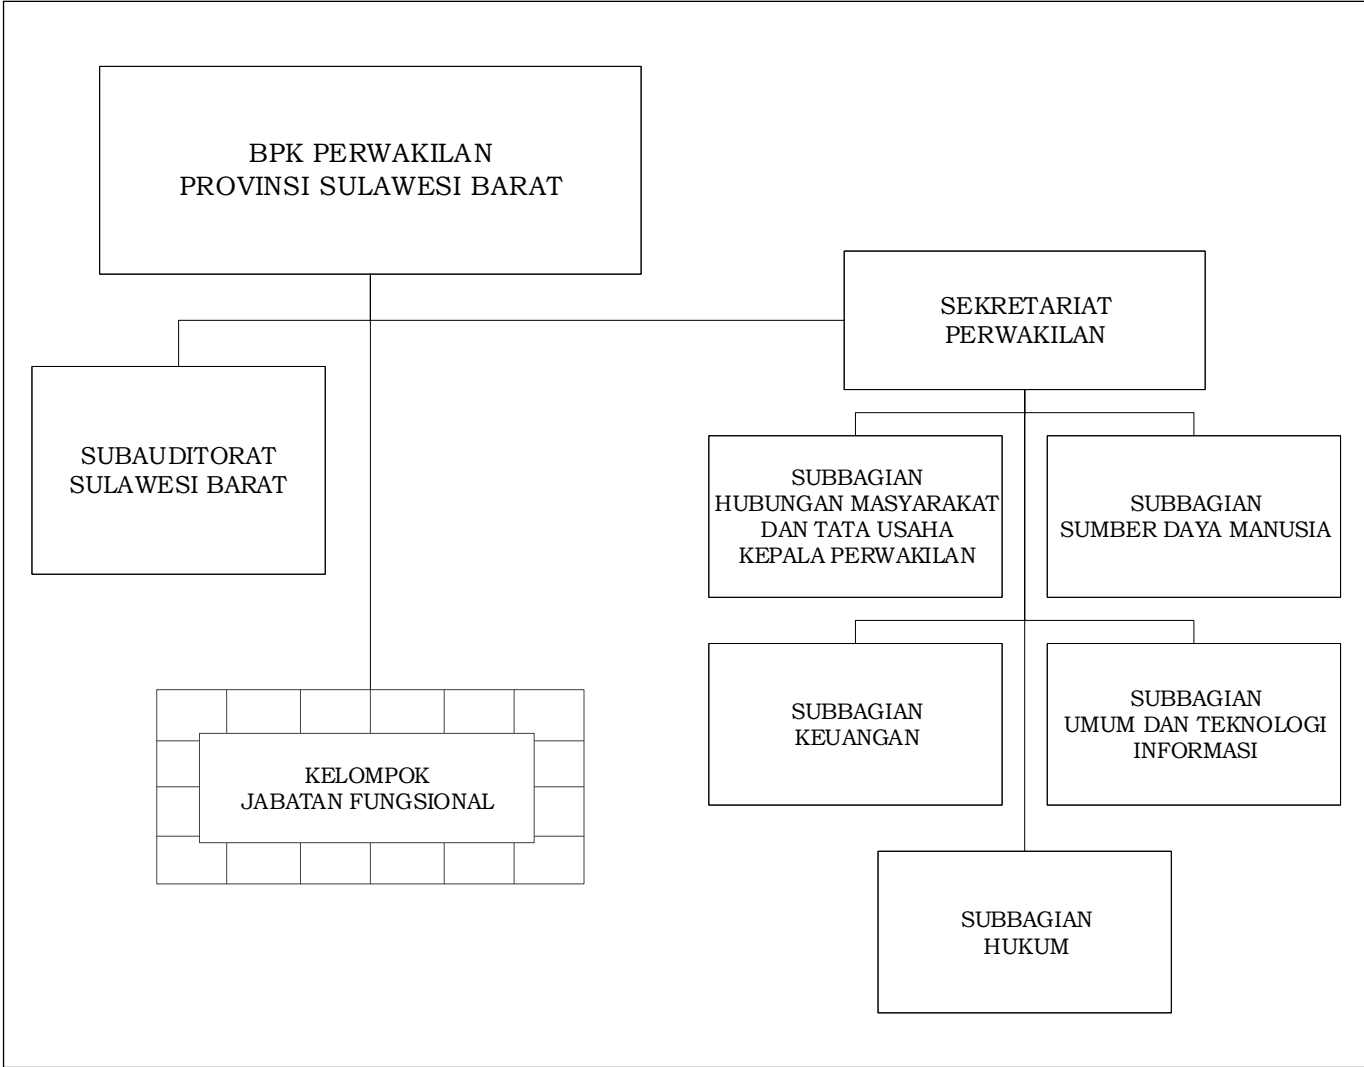 BPK PERWAKILAN
PROVINSI SULAWESI BARAT
SEKRETARIAT
PERWAKILAN
SUBAUDITORAT
SULAWESI BARAT
SUBBAGIAN
HUBUNGAN MASYARAKAT
DAN TATA USAHA
KEPALA PERWAKILAN
SUBBAGIAN
SUMBER DAYA MANUSIA
SUBBAGIAN
KEUANGAN
SUBBAGIAN
UMUM DAN TEKNOLOGI
INFORMASI
KELOMPOK
JABATAN FUNGSIONAL
SUBBAGIAN
HUKUM